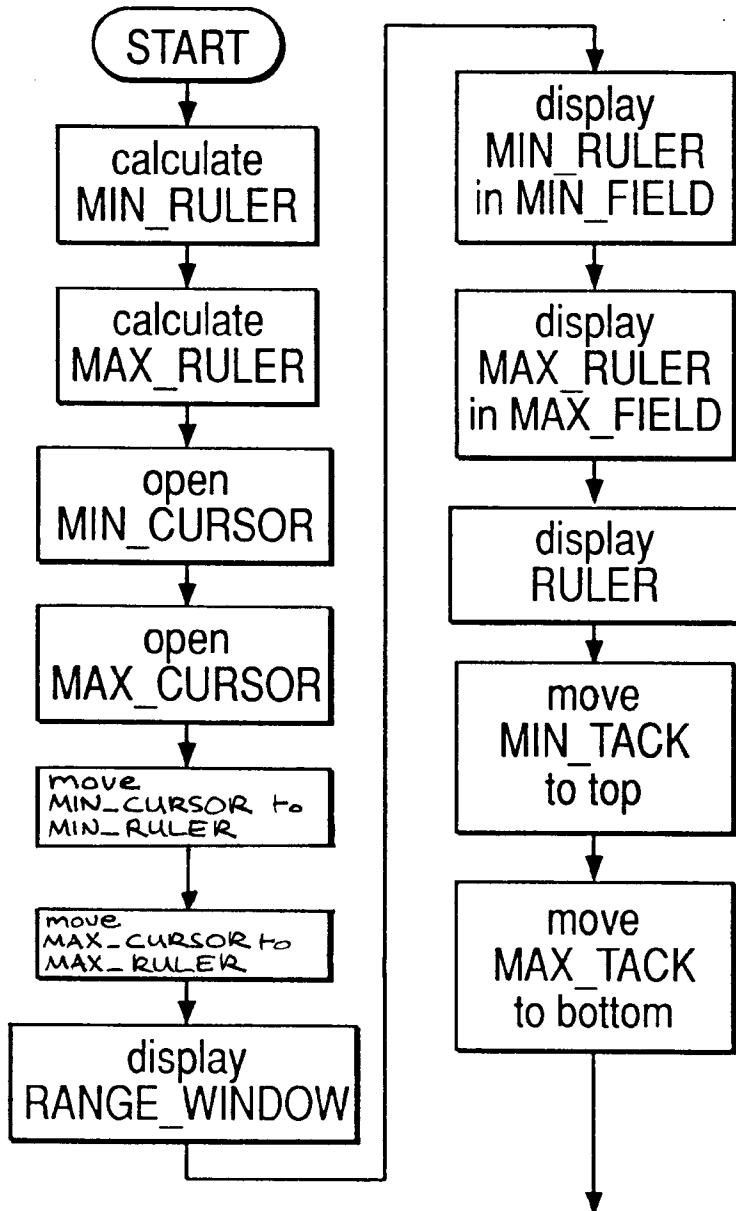 START
calculate
MIN_RULER
calculate
MAX_RULER
open
MIN_CURSOR
open
MAX_CURSOR
move
MIN_CURSOR to
MIN_RULER
move
MAX_CURSOR to
MAX_RULER
display
RANGE_WINDOW
display
MIN_RULER
in MIN_FIELD
display
MAX_RULER
in MAX_FIELD
display
RULER
move
MIN_TACK
to top
move
MAX_TACK
to bottom